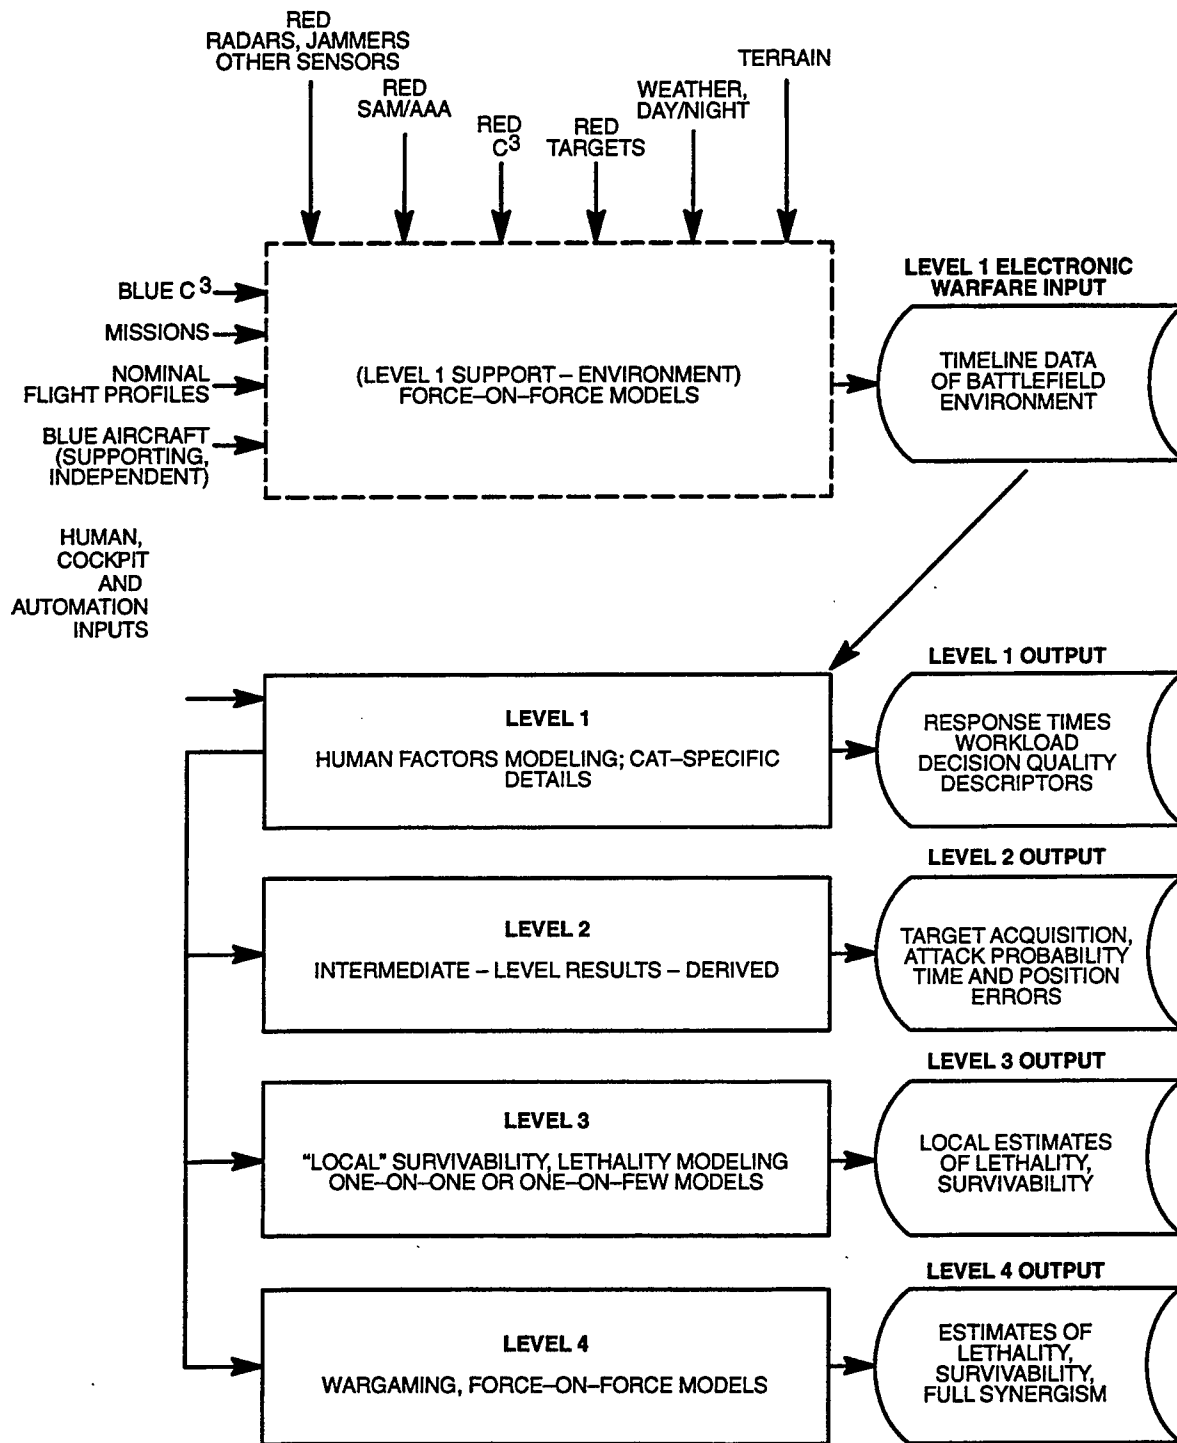 RED
RADARS, JAMMERS
OTHER SENSORS
RED
SAM/AAA
RED
C³
RED
TARGETS
WEATHER,
DAY/NIGHT
TERRAIN
BLUE C³
MISSIONS
NOMINAL
FLIGHT PROFILES
BLUE AIRCRAFT
(SUPPORTING,
INDEPENDENT)
(LEVEL 1 SUPPORT – ENVIRONMENT)
FORCE–ON–FORCE MODELS
LEVEL 1 ELECTRONIC
WARFARE INPUT
TIMELINE DATA
OF BATTLEFIELD
ENVIRONMENT
HUMAN,
COCKPIT
AND
AUTOMATION
INPUTS
LEVEL 1
HUMAN FACTORS MODELING; CAT–SPECIFIC
DETAILS
LEVEL 1 OUTPUT
RESPONSE TIMES
WORKLOAD
DECISION QUALITY
DESCRIPTORS
LEVEL 2
INTERMEDIATE – LEVEL RESULTS – DERIVED
LEVEL 2 OUTPUT
TARGET ACQUISITION,
ATTACK PROBABILITY
TIME AND POSITION
ERRORS
LEVEL 3
"LOCAL" SURVIVABILITY, LETHALITY MODELING
ONE–ON–ONE OR ONE–ON–FEW MODELS
LEVEL 3 OUTPUT
LOCAL ESTIMATES
OF LETHALITY,
SURVIVABILITY
LEVEL 4
WARGAMING, FORCE–ON–FORCE MODELS
LEVEL 4 OUTPUT
ESTIMATES OF
LETHALITY,
SURVIVABILITY,
FULL SYNERGISM